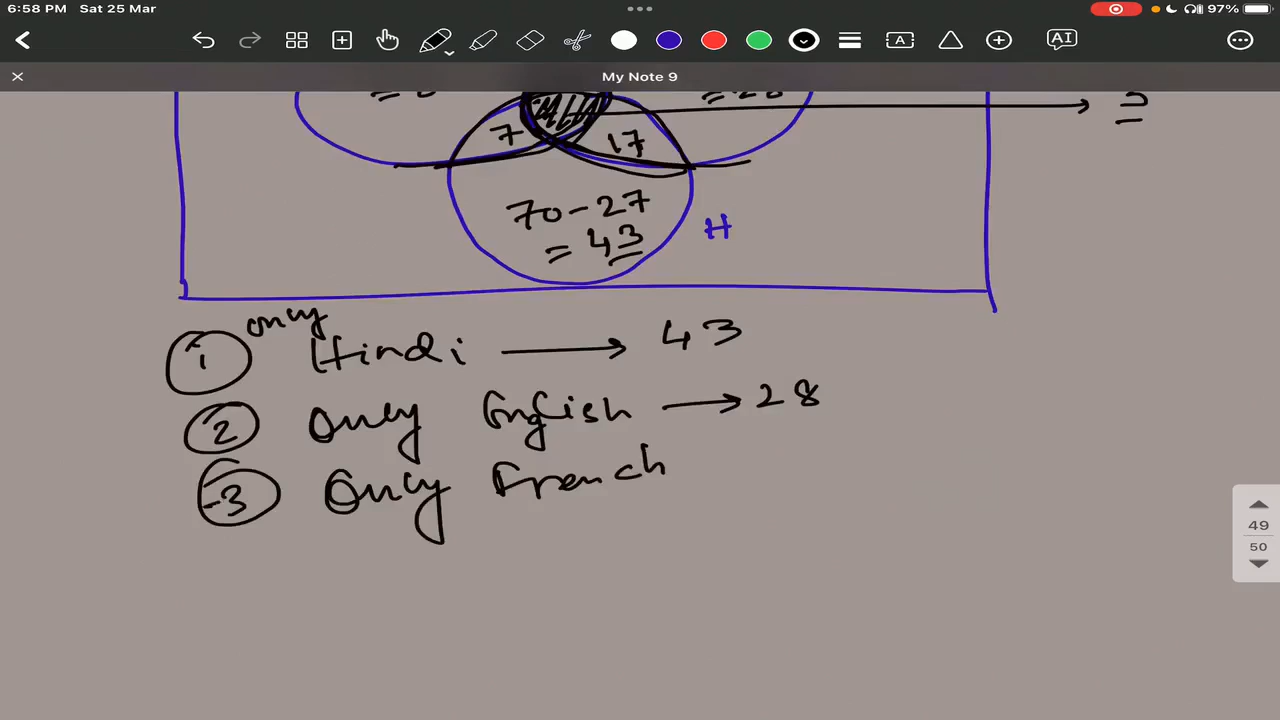 6:58 PM Sat 25 Mar
97%
A
AI
My Note 9
7
17
70-27
= 43
H
49
50
1 only Hindi → 43
2 Only English → 28
3 Only French